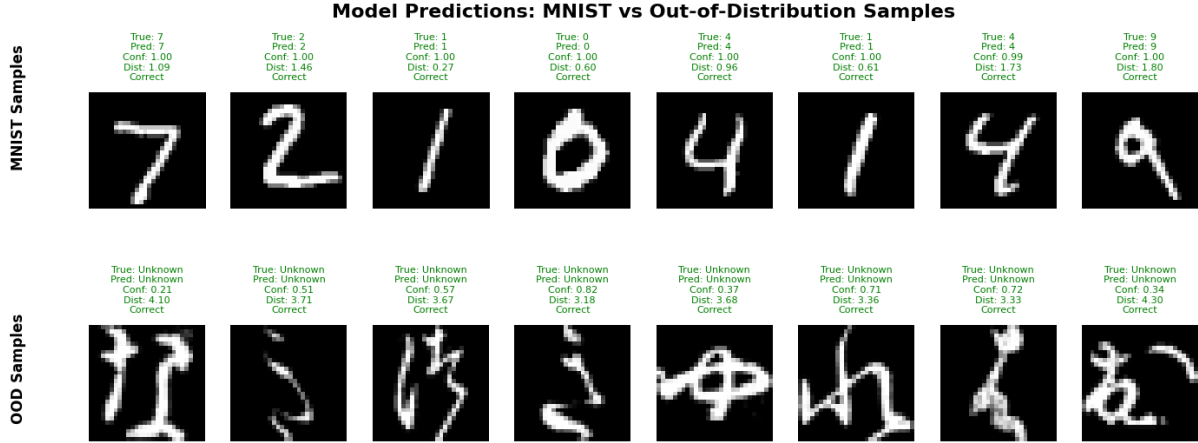 Model Predictions: MNIST vs Out-of-Distribution Samples
MNIST Samples
True: 7
Pred: 7
Conf: 1.00
Dist: 1.09
Correct
True: 2
Pred: 2
Conf: 1.00
Dist: 1.46
Correct
True: 1
Pred: 1
Conf: 1.00
Dist: 0.27
Correct
True: 0
Pred: 0
Conf: 1.00
Dist: 0.60
Correct
True: 4
Pred: 4
Conf: 1.00
Dist: 0.96
Correct
True: 1
Pred: 1
Conf: 1.00
Dist: 0.61
Correct
True: 4
Pred: 4
Conf: 0.99
Dist: 1.73
Correct
True: 9
Pred: 9
Conf: 1.00
Dist: 1.80
Correct
7 2 1 0 4 1 4 9
OOD Samples
True: Unknown
Pred: Unknown
Conf: 0.21
Dist: 4.10
Correct
True: Unknown
Pred: Unknown
Conf: 0.51
Dist: 3.71
Correct
True: Unknown
Pred: Unknown
Conf: 0.57
Dist: 3.67
Correct
True: Unknown
Pred: Unknown
Conf: 0.82
Dist: 3.18
Correct
True: Unknown
Pred: Unknown
Conf: 0.37
Dist: 3.68
Correct
True: Unknown
Pred: Unknown
Conf: 0.71
Dist: 3.36
Correct
True: Unknown
Pred: Unknown
Conf: 0.72
Dist: 3.33
Correct
True: Unknown
Pred: Unknown
Conf: 0.34
Dist: 4.30
Correct